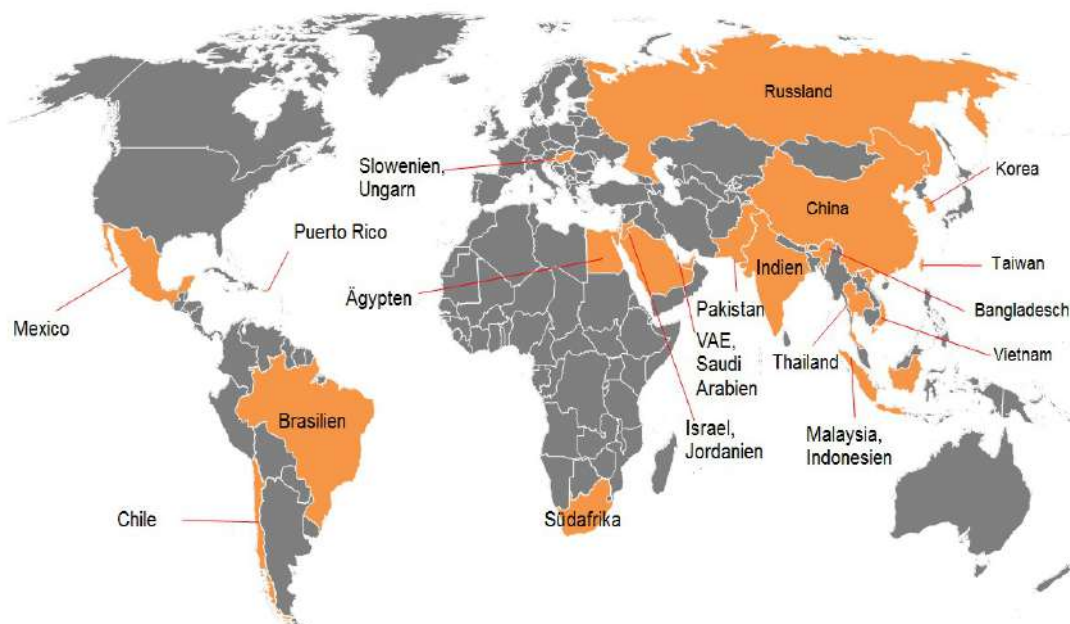 Russland
Slowenien,
Ungarn
Korea
China
Puerto Rico
Indien
Taiwan
Ägypten
Pakistan
Bangladesch
Mexico
VAE,
Saudi
Arabien
Thailand
Vietnam
Brasilien
Israel,
Jordanien
Malaysia,
Indonesien
Chile
Südafrika